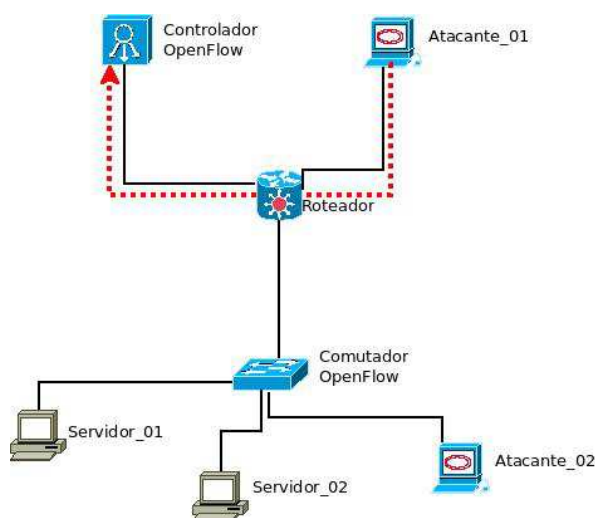 Controlador
OpenFlow
Atacante_01
Roteador
Comutador
OpenFlow
Servidor_01
Servidor_02
Atacante_02